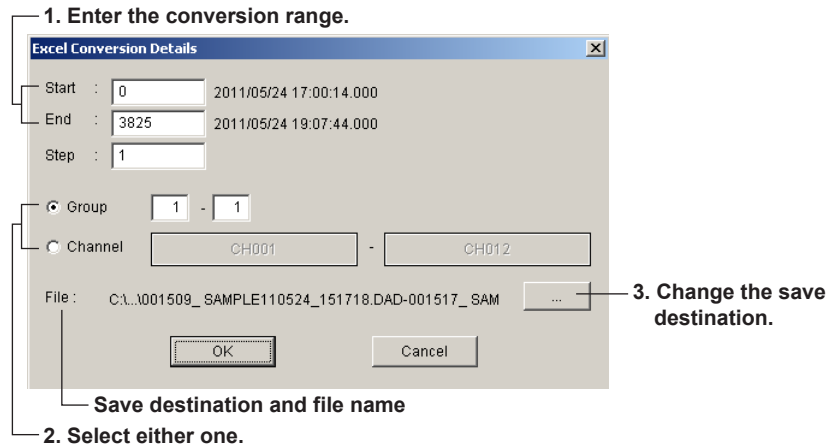 1. Enter the conversion range.
Excel Conversion Details
Start : 0 2011/05/24 17:00:14.000
End : 3825 2011/05/24 19:07:44.000
Step : 1
Group 1 - 1
Channel CH001 - CH012
File : C:\...\001509_ SAMPLE110524_151718.DAD-001517_ SAM ...
3. Change the save
destination.
OK Cancel
Save destination and file name
2. Select either one.